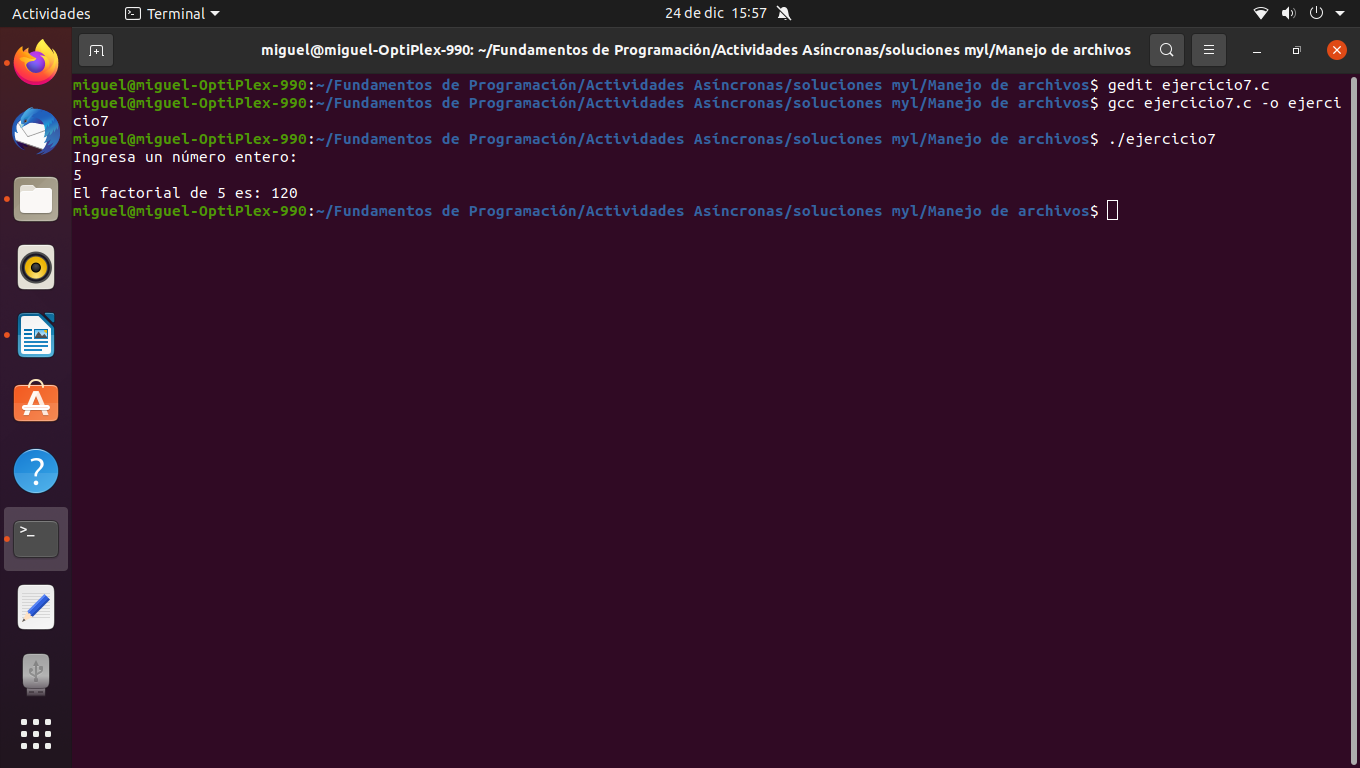 Actividades
Terminal
24 de dic 15:57
miguel@miguel-OptiPlex-990: ~/Fundamentos de Programación/Actividades Asíncronas/soluciones myl/Manejo de archivos
miguel@miguel-OptiPlex-990:~/Fundamentos de Programación/Actividades Asíncronas/soluciones myl/Manejo de archivos$ gedit ejercicio7.c
miguel@miguel-OptiPlex-990:~/Fundamentos de Programación/Actividades Asíncronas/soluciones myl/Manejo de archivos$ gcc ejercicio7.c -o ejerci
cio7
miguel@miguel-OptiPlex-990:~/Fundamentos de Programación/Actividades Asíncronas/soluciones myl/Manejo de archivos$ ./ejercicio7
Ingresa un número entero:
5
El factorial de 5 es: 120
miguel@miguel-OptiPlex-990:~/Fundamentos de Programación/Actividades Asíncronas/soluciones myl/Manejo de archivos$